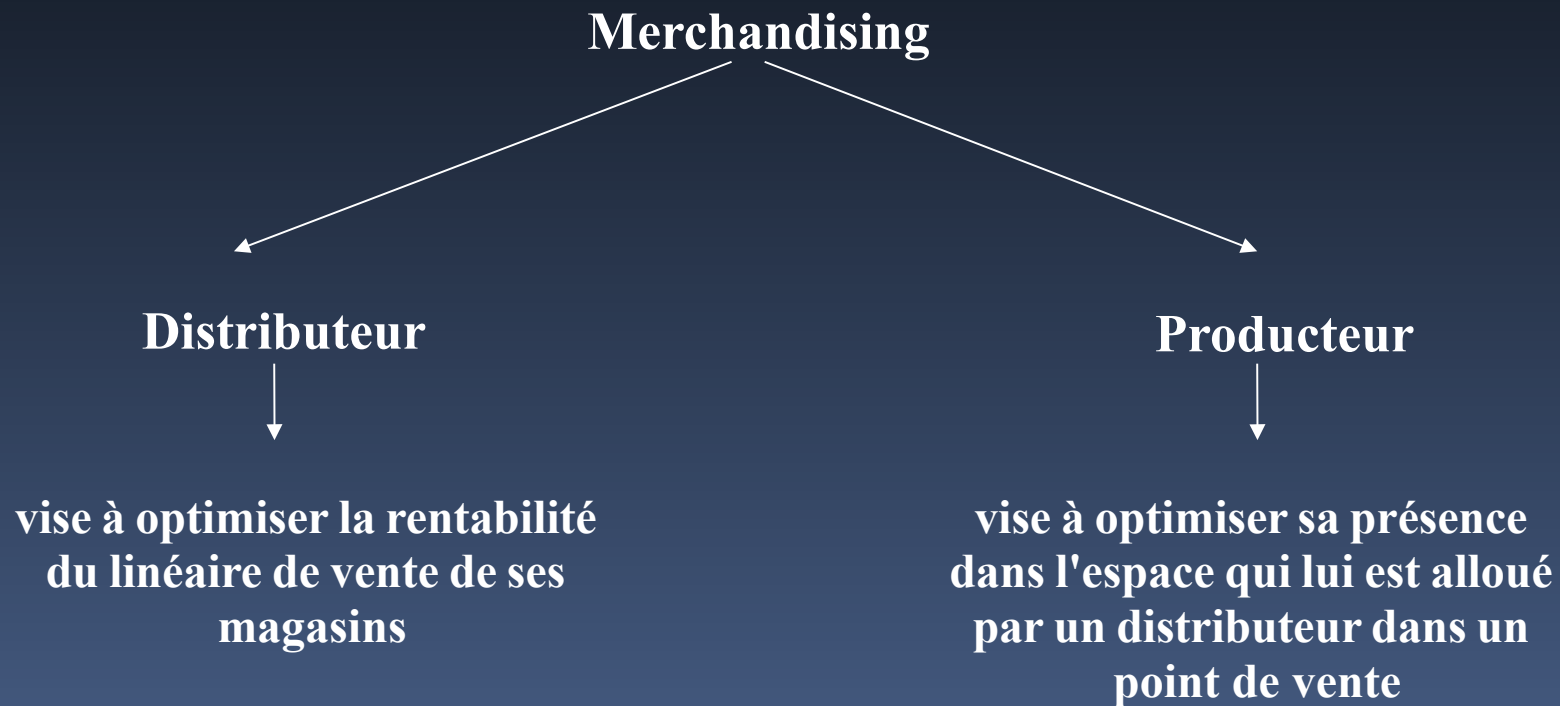 Merchandising
Distributeur
Producteur
vise à optimiser la rentabilité
du linéaire de vente de ses
magasins
vise à optimiser sa présence
dans l'espace qui lui est alloué
par un distributeur dans un
point de vente